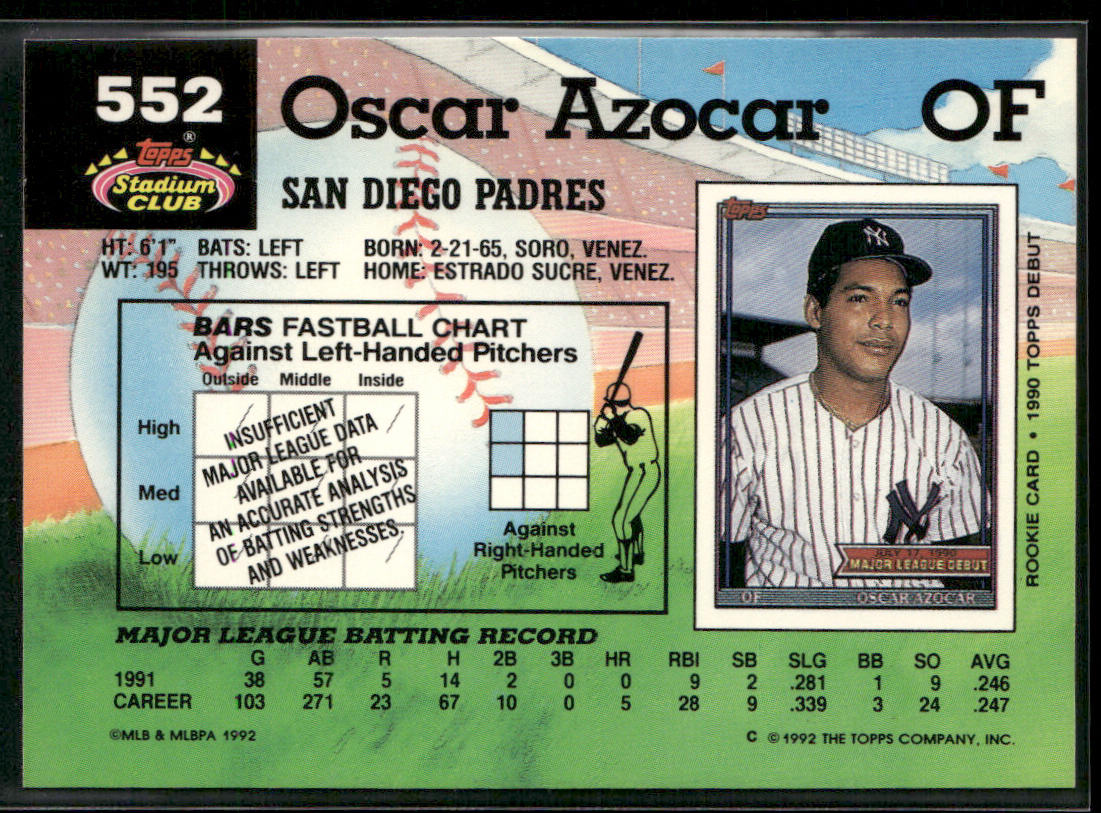 552
Oscar Azocar OF
Topps®
Stadium
CLUB
SAN DIEGO PADRES
HT: 6'1" BATS: LEFT BORN: 2-21-65, SORO, VENEZ.
WT: 195 THROWS: LEFT HOME: ESTRADO SUCRE, VENEZ.
BARS FASTBALL CHART
Against Left-Handed Pitchers
Outside Middle Inside
High
Med
Low
INSUFFICIENT
MAJOR LEAGUE DATA
AVAILABLE FOR
AN ACCURATE ANALYSIS
OF BATTING STRENGTHS
AND WEAKNESSES.
Against
Right-Handed
Pitchers
Topps
NY
NY
JULY 17, 1990
MAJOR LEAGUE DEBUT
OF OSCAR AZOCAR
ROOKIE CARD • 1990 TOPPS DEBUT
MAJOR LEAGUE BATTING RECORD
G AB R H 2B 3B HR RBI SB SLG BB SO AVG
1991 38 57 5 14 2 0 0 9 2 .281 1 9 .246
CAREER 103 271 23 67 10 0 5 28 9 .339 3 24 .247
©MLB & MLBPA 1992 C © 1992 THE TOPPS COMPANY, INC.